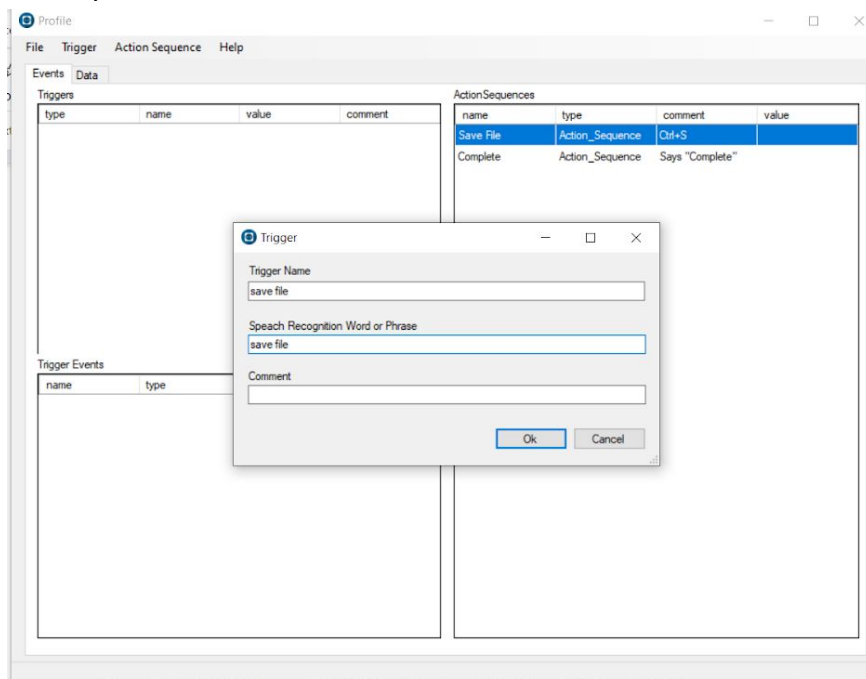 Profile
File Trigger Action Sequence Help
Events Data
Triggers
type name value comment
ActionSequences
name type comment value
Save File Action_Sequence Ctrl+S
Complete Action_Sequence Says "Complete"
Trigger
Trigger Name
save file
Speach Recognition Word or Phrase
save file
Comment
Ok Cancel
Trigger Events
name type